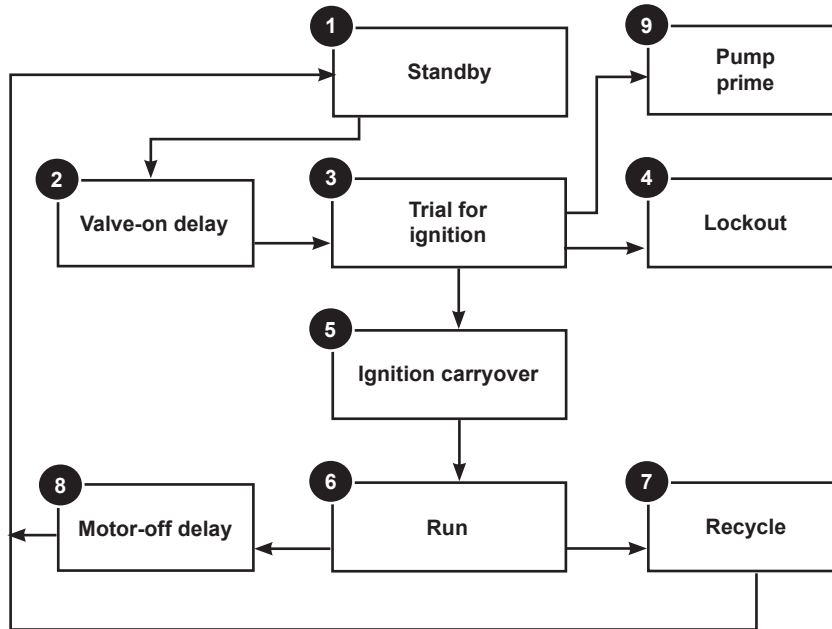 1
Standby
9
Pump
prime
2
Valve-on delay
3
Trial for
ignition
4
Lockout
5
Ignition carryover
8
Motor-off delay
6
Run
7
Recycle